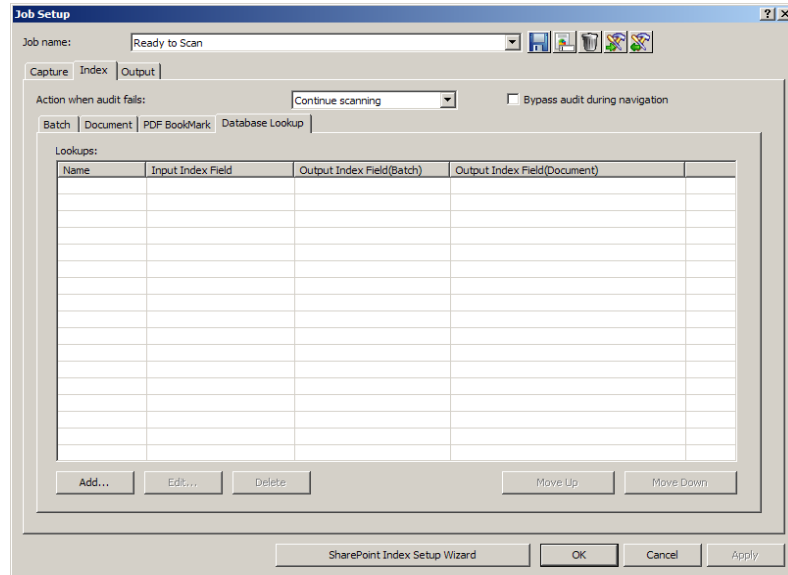 Job Setup
Job name: Ready to Scan
Capture Index Output
Action when audit fails: Continue scanning Bypass audit during navigation
Batch Document PDF BookMark Database Lookup
Lookups:
Name Input Index Field Output Index Field(Batch) Output Index Field(Document)
Add... Edit... Delete Move Up Move Down
SharePoint Index Setup Wizard OK Cancel Apply